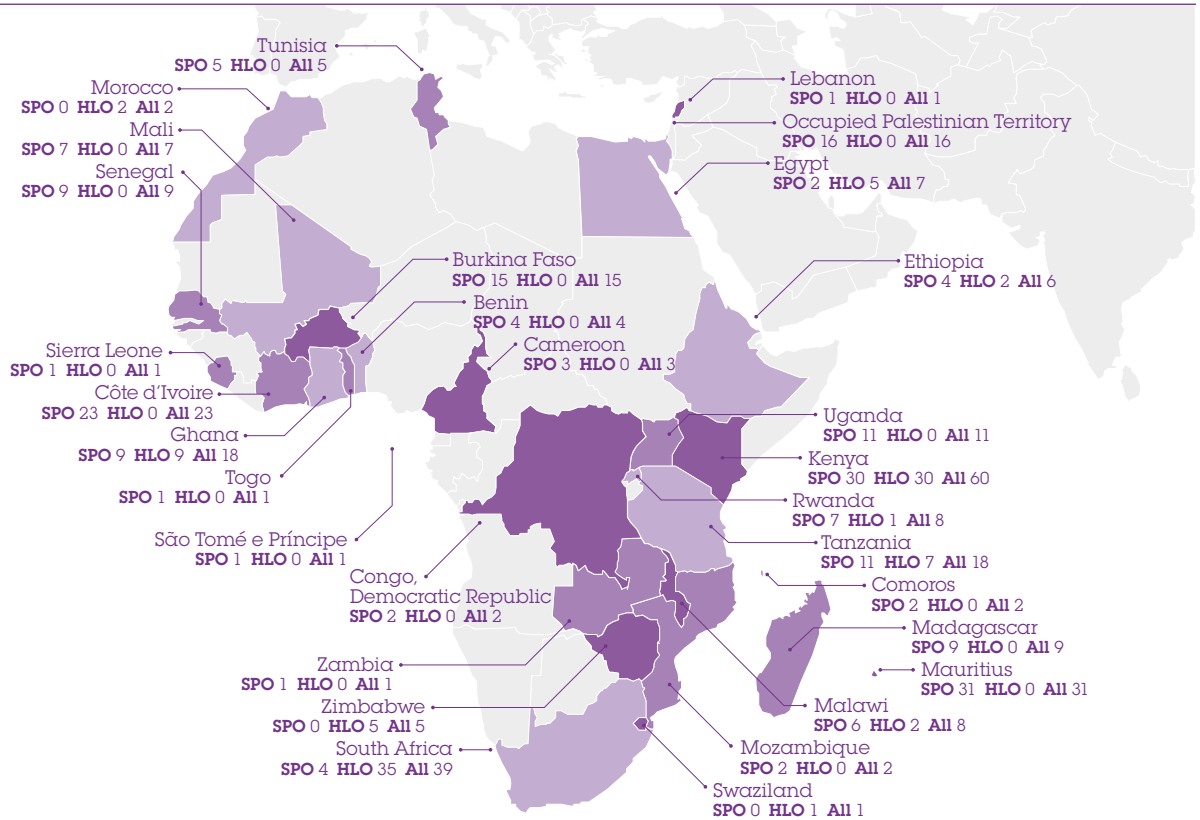 Tunisia
SPO 5 HLO 0 All 5
Morocco
SPO 0 HLO 2 All 2
Mali
SPO 7 HLO 0 All 7
Senegal
SPO 9 HLO 0 All 9
Lebanon
SPO 1 HLO 0 All 1
Occupied Palestinian Territory
SPO 16 HLO 0 All 16
Egypt
SPO 2 HLO 5 All 7
Burkina Faso
SPO 15 HLO 0 All 15
Benin
SPO 4 HLO 0 All 4
Cameroon
SPO 3 HLO 0 All 3
Ethiopia
SPO 4 HLO 2 All 6
Sierra Leone
SPO 1 HLO 0 All 1
Côte d'Ivoire
SPO 23 HLO 0 All 23
Ghana
SPO 9 HLO 9 All 18
Togo
SPO 1 HLO 0 All 1
São Tomé e Príncipe
SPO 1 HLO 0 All 1
Congo,
Democratic Republic
SPO 2 HLO 0 All 2
Zambia
SPO 1 HLO 0 All 1
Zimbabwe
SPO 0 HLO 5 All 5
South Africa
SPO 4 HLO 35 All 39
Uganda
SPO 11 HLO 0 All 11
Kenya
SPO 30 HLO 30 All 60
Rwanda
SPO 7 HLO 1 All 8
Tanzania
SPO 11 HLO 7 All 18
Comoros
SPO 2 HLO 0 All 2
Madagascar
SPO 9 HLO 0 All 9
Mauritius
SPO 31 HLO 0 All 31
Malawi
SPO 6 HLO 2 All 8
Mozambique
SPO 2 HLO 0 All 2
Swaziland
SPO 0 HLO 1 All 1